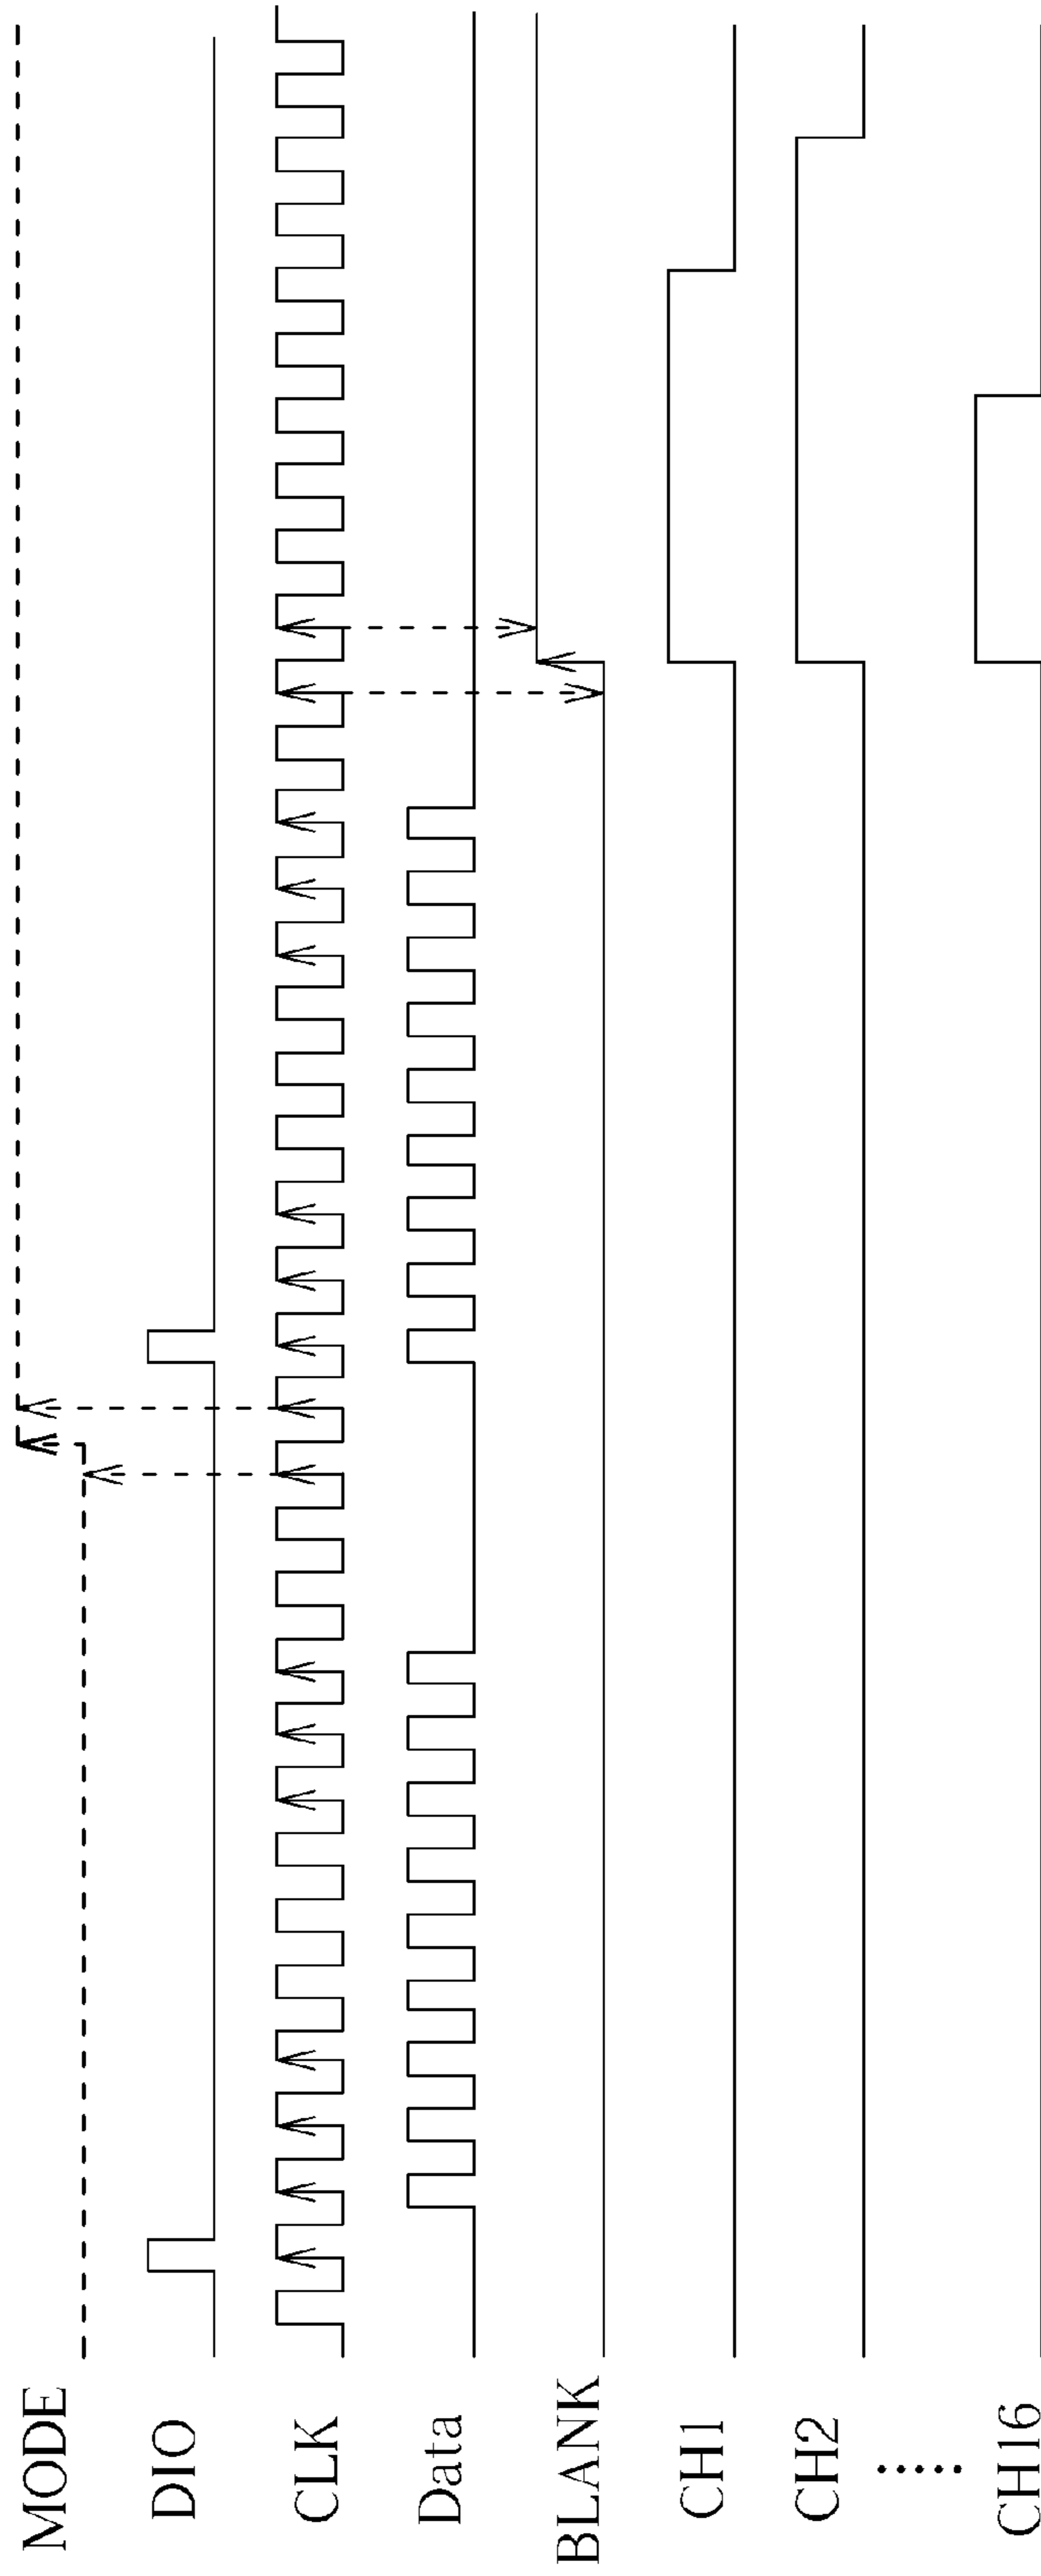 MODE
DIO
CLK
Data
BLANK
CH1
CH2
CH16